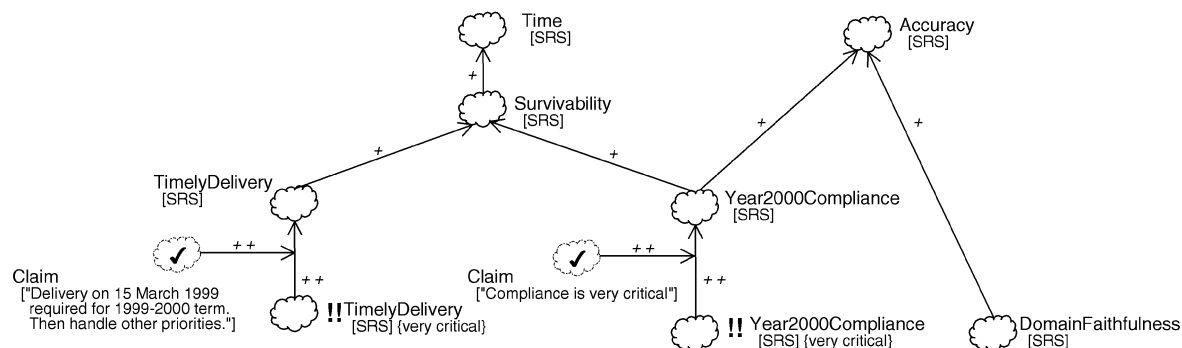 Time
[SRS]
Accuracy
[SRS]
+
Survivability
[SRS]
+
+
+
+
TimelyDelivery
[SRS]
Year2000Compliance
[SRS]
++
++
Claim
["Delivery on 15 March 1999
required for 1999-2000 term.
Then handle other priorities."]
++
Claim
["Compliance is very critical"]
++
!!TimelyDelivery
[SRS] {very critical}
!! Year2000Compliance
[SRS] {very critical}
DomainFaithfulness
[SRS]